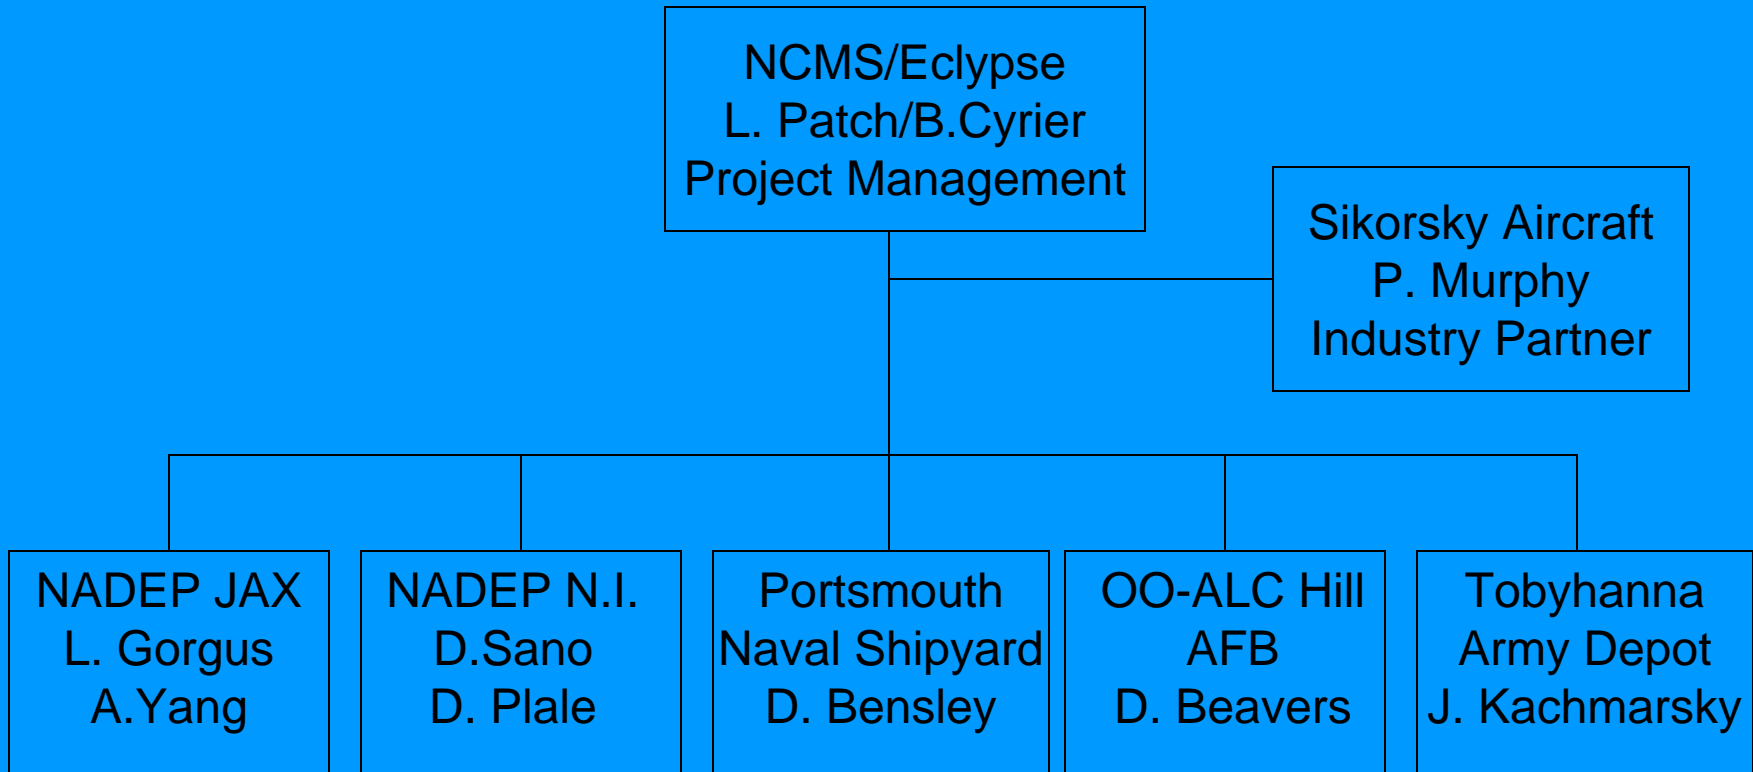 NCMS/Eclypse
L. Patch/B.Cyrier
Project Management
Sikorsky Aircraft
P. Murphy
Industry Partner
NADEP JAX
L. Gorgus
A.Yang
NADEP N.I.
D.Sano
D. Plale
Portsmouth
Naval Shipyard
D. Bensley
OO-ALC Hill
AFB
D. Beavers
Tobyhanna
Army Depot
J. Kachmarsky